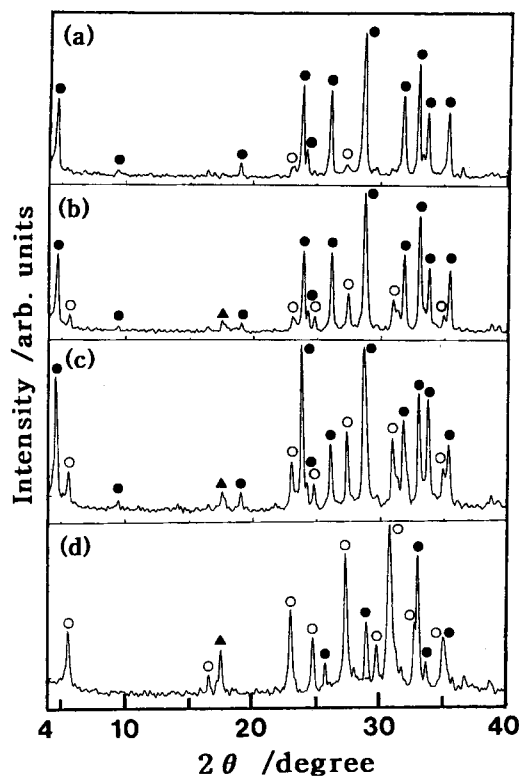 (a)
(b)
(c)
(d)
Intensity /arb. units
4 10 20 30 40
2θ /degree